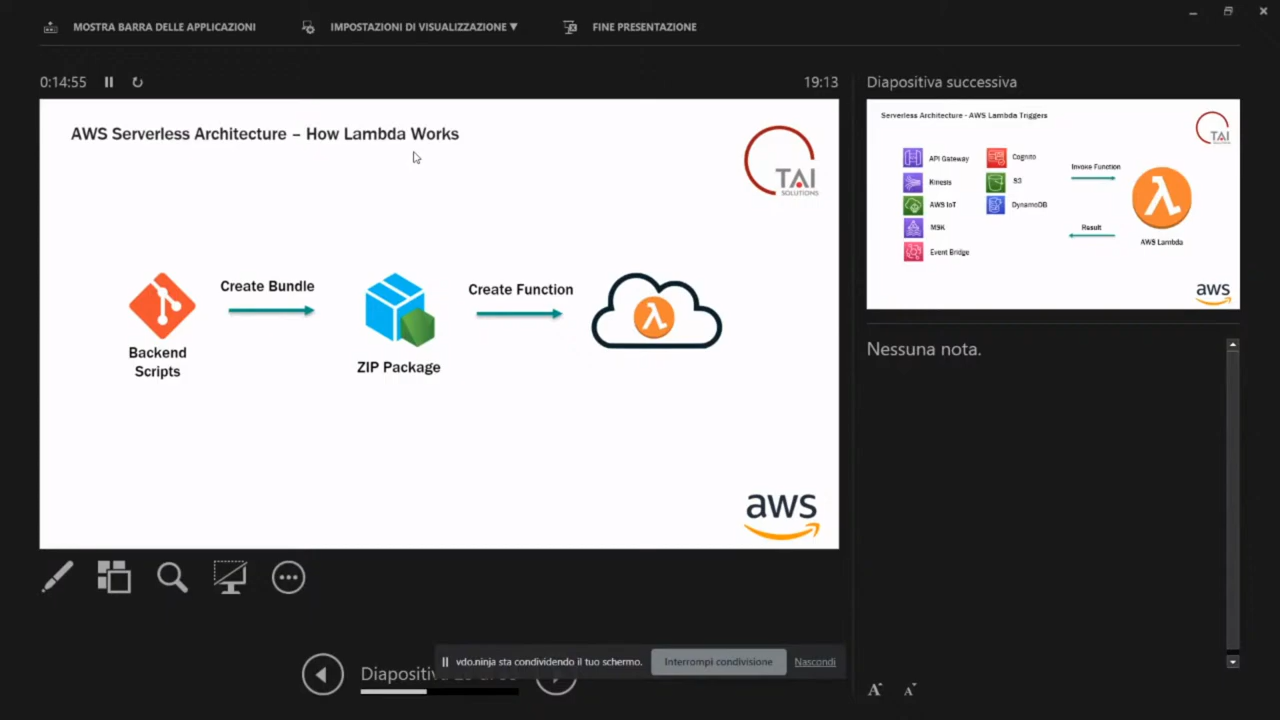 MOSTRA BARRA DELLE APPLICAZIONI
IMPOSTAZIONI DI VISUALIZZAZIONE ▼
FINE PRESENTAZIONE
0:14:55
19:13
AWS Serverless Architecture – How Lambda Works
TAI
SOLUTIONS
Backend
Scripts
Create Bundle
ZIP Package
Create Function
aws
Diapositiva successiva
Serverless Architecture - AWS Lambda Triggers
TAI
SOLUTIONS
API Gateway
Kinesis
AWS IoT
MSK
Event Bridge
Cognito
S3
DynamoDB
Invoke Function
Result
AWS Lambda
aws
Nessuna nota.
vdo.ninja sta condividendo il tuo schermo.
Interrompi condivisione
Nascondi
A
A